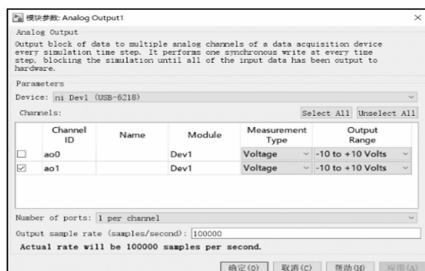 模块参数: Analog Output1
Analog Output
Output block of data to multiple analog channels of a data acquisition device
every simulation time step. It performs one synchronous write at every time
step, blocking the simulation until all of the input data has been output to
hardware.
Parameters
Device: ni Dev1 (USB-6218)
Channels: Select All Unselect All
Channel ID Name Module Measurement Type Output Range
ao0 Dev1 Voltage -10 to +10 Volts
ao1 Dev1 Voltage -10 to +10 Volts
Number of ports: 1 per channel
Output sample rate (samples/second): 100000
Actual rate will be 100000 samples per second.
确定(O) 取消(C) 帮助(H) 应用(A)